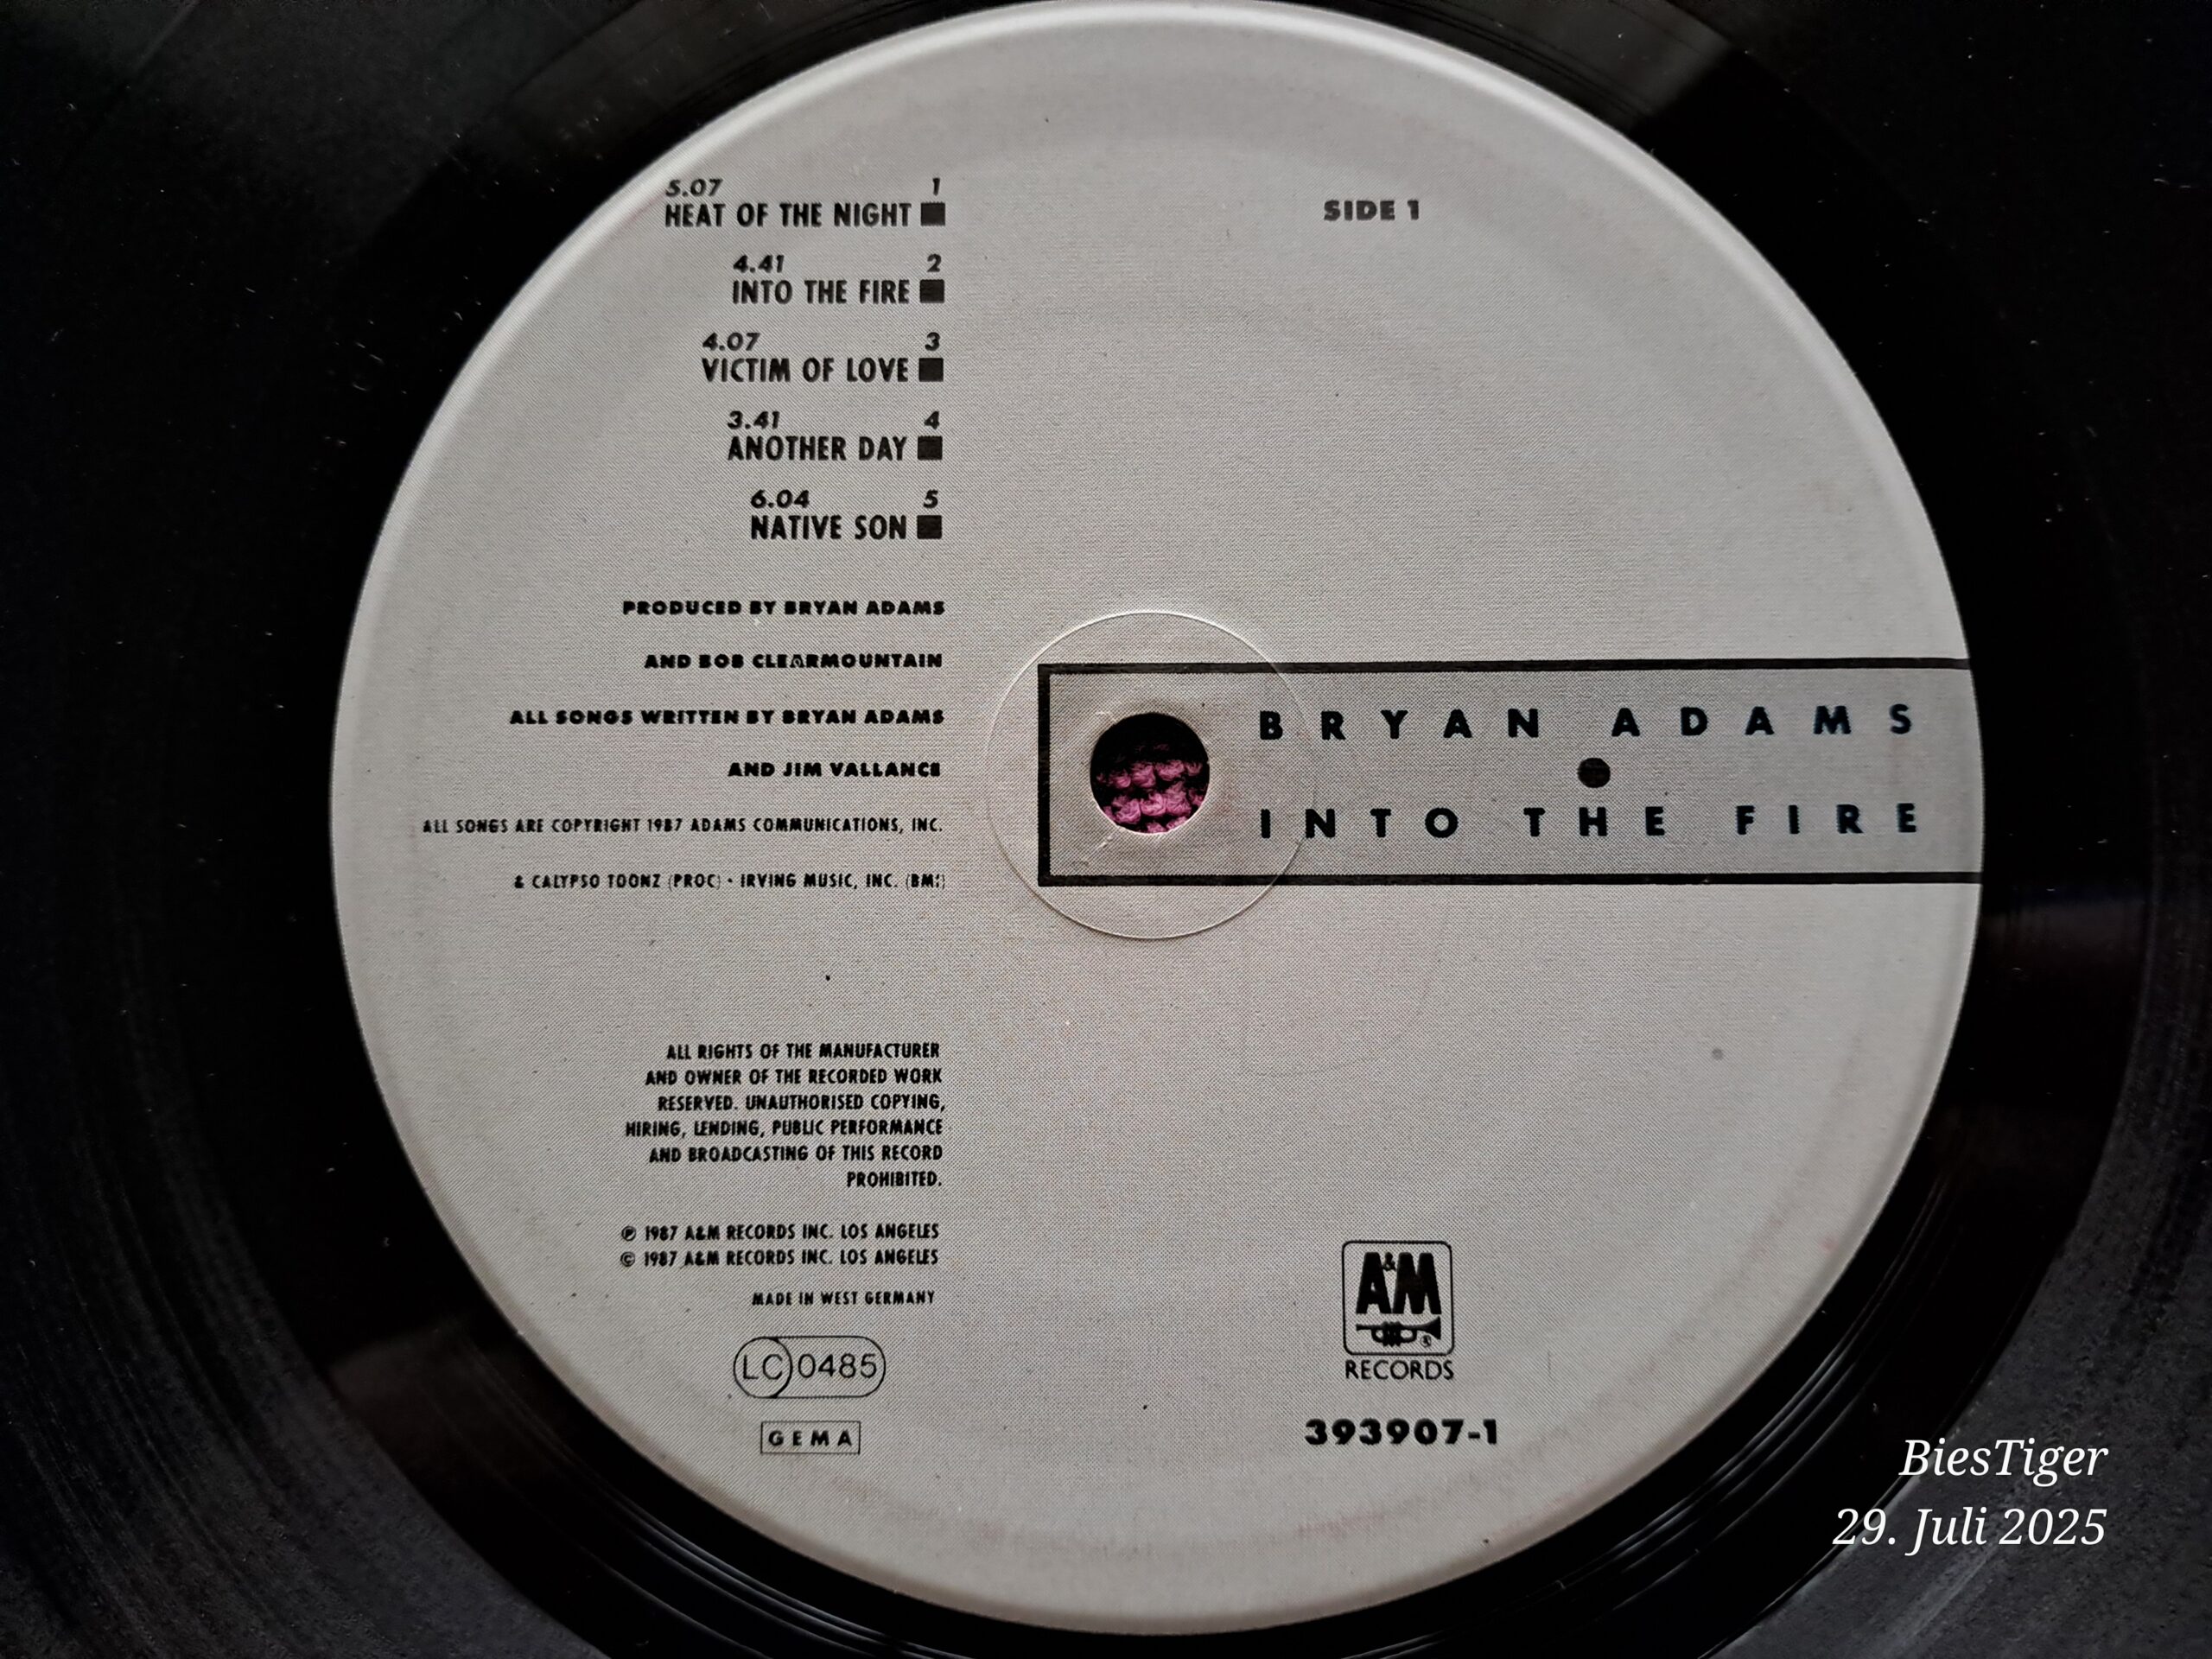 5.07 1
HEAT OF THE NIGHT
4.41 2
INTO THE FIRE
4.07 3
VICTIM OF LOVE
3.41 4
ANOTHER DAY
6.04 5
NATIVE SON
PRODUCED BY BRYAN ADAMS
AND BOB CLEARMOUNTAIN
ALL SONGS WRITTEN BY BRYAN ADAMS
AND JIM VALLANCE
ALL SONGS ARE COPYRIGHT 1987 ADAMS COMMUNICATIONS, INC.
& CALYPSO TOONZ (PROC) • IRVING MUSIC, INC. (BMI)
ALL RIGHTS OF THE MANUFACTURER
AND OWNER OF THE RECORDED WORK
RESERVED. UNAUTHORISED COPYING,
HIRING, LENDING, PUBLIC PERFORMANCE
AND BROADCASTING OF THIS RECORD
PROHIBITED.
℗ 1987 A&M RECORDS INC. LOS ANGELES
© 1987 A&M RECORDS INC. LOS ANGELES
MADE IN WEST GERMANY
LC 0485
GEMA
SIDE 1
BRYAN ADAMS
INTO THE FIRE
A&M
®
RECORDS
393907-1
BiesTiger
29. Juli 2025